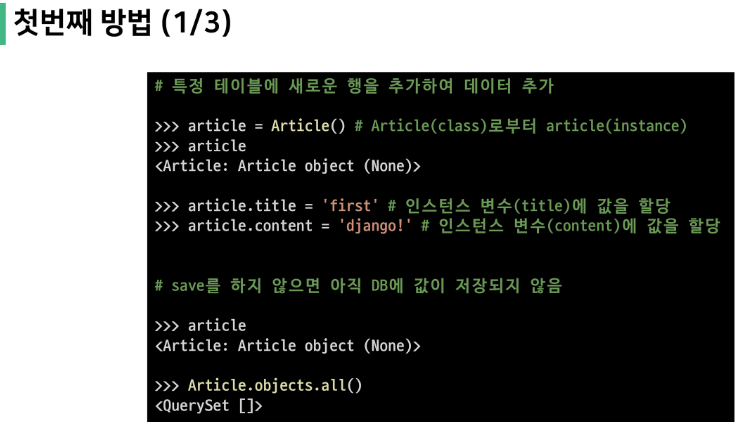 첫번째 방법 (1/3)
# 특정 테이블에 새로운 행을 추가하여 데이터 추가
>>> article = Article() # Article(class)로부터 article(instance)
>>> article
<Article: Article object (None)>
>>> article.title = 'first' # 인스턴스 변수(title)에 값을 할당
>>> article.content = 'django!' # 인스턴스 변수(content)에 값을 할당
# save를 하지 않으면 아직 DB에 값이 저장되지 않음
>>> article
<Article: Article object (None)>
>>> Article.objects.all()
<QuerySet []>